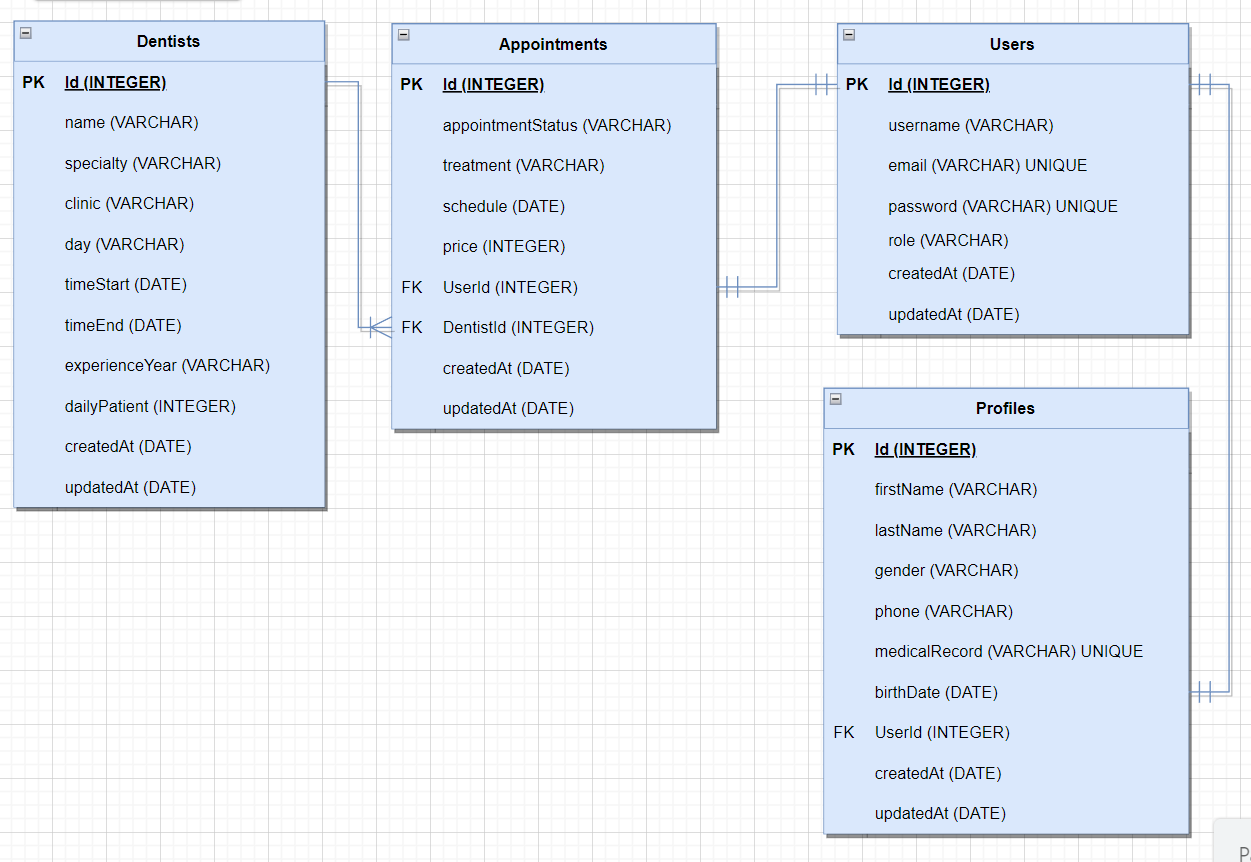 Dentists
PK Id (INTEGER)
name (VARCHAR)
specialty (VARCHAR)
clinic (VARCHAR)
day (VARCHAR)
timeStart (DATE)
timeEnd (DATE)
experienceYear (VARCHAR)
dailyPatient (INTEGER)
createdAt (DATE)
updatedAt (DATE)
Appointments
PK Id (INTEGER)
appointmentStatus (VARCHAR)
treatment (VARCHAR)
schedule (DATE)
price (INTEGER)
FK UserId (INTEGER)
FK DentistId (INTEGER)
createdAt (DATE)
updatedAt (DATE)
Users
PK Id (INTEGER)
username (VARCHAR)
email (VARCHAR) UNIQUE
password (VARCHAR) UNIQUE
role (VARCHAR)
createdAt (DATE)
updatedAt (DATE)
Profiles
PK Id (INTEGER)
firstName (VARCHAR)
lastName (VARCHAR)
gender (VARCHAR)
phone (VARCHAR)
medicalRecord (VARCHAR) UNIQUE
birthDate (DATE)
FK UserId (INTEGER)
createdAt (DATE)
updatedAt (DATE)